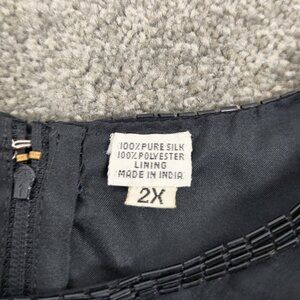 100% PURE SILK
100% POLYESTER
LINING
MADE IN INDIA
2X